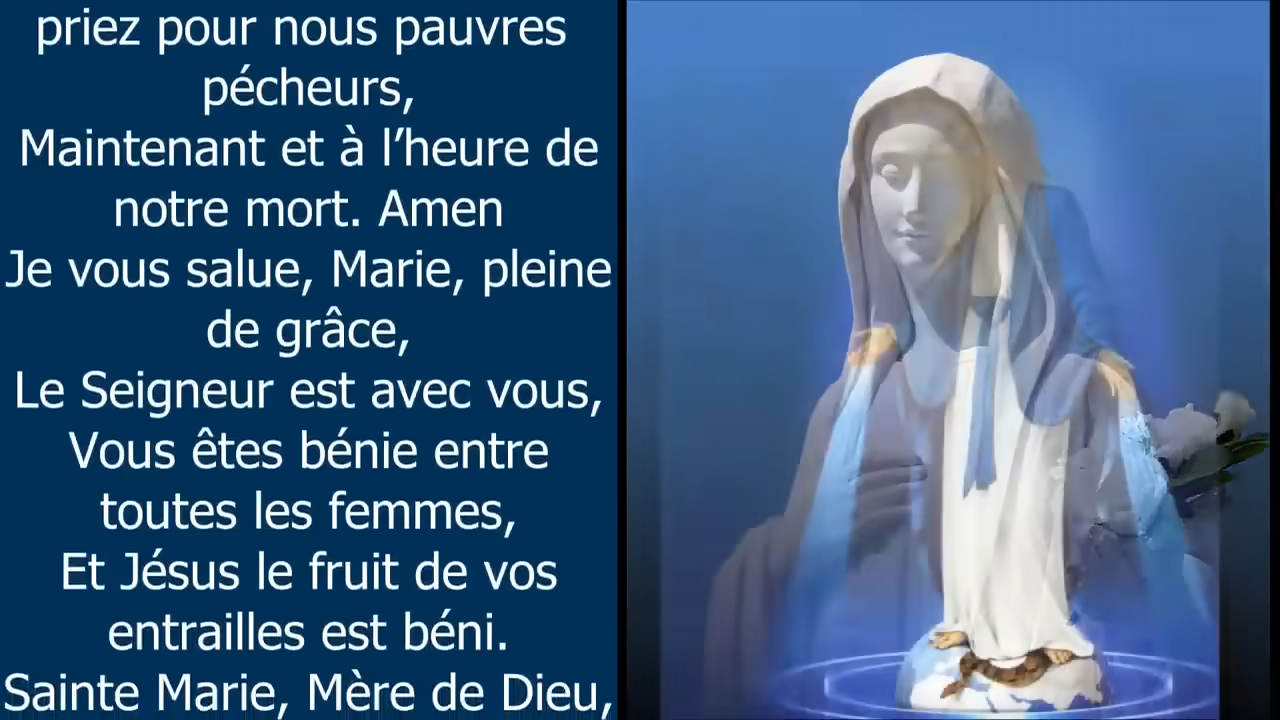 priez pour nous pauvres
pécheurs,
Maintenant et à l’heure de
notre mort. Amen
Je vous salue, Marie, pleine
de grâce,
Le Seigneur est avec vous,
Vous êtes bénie entre
toutes les femmes,
Et Jésus le fruit de vos
entrailles est béni.
Sainte Marie, Mère de Dieu,